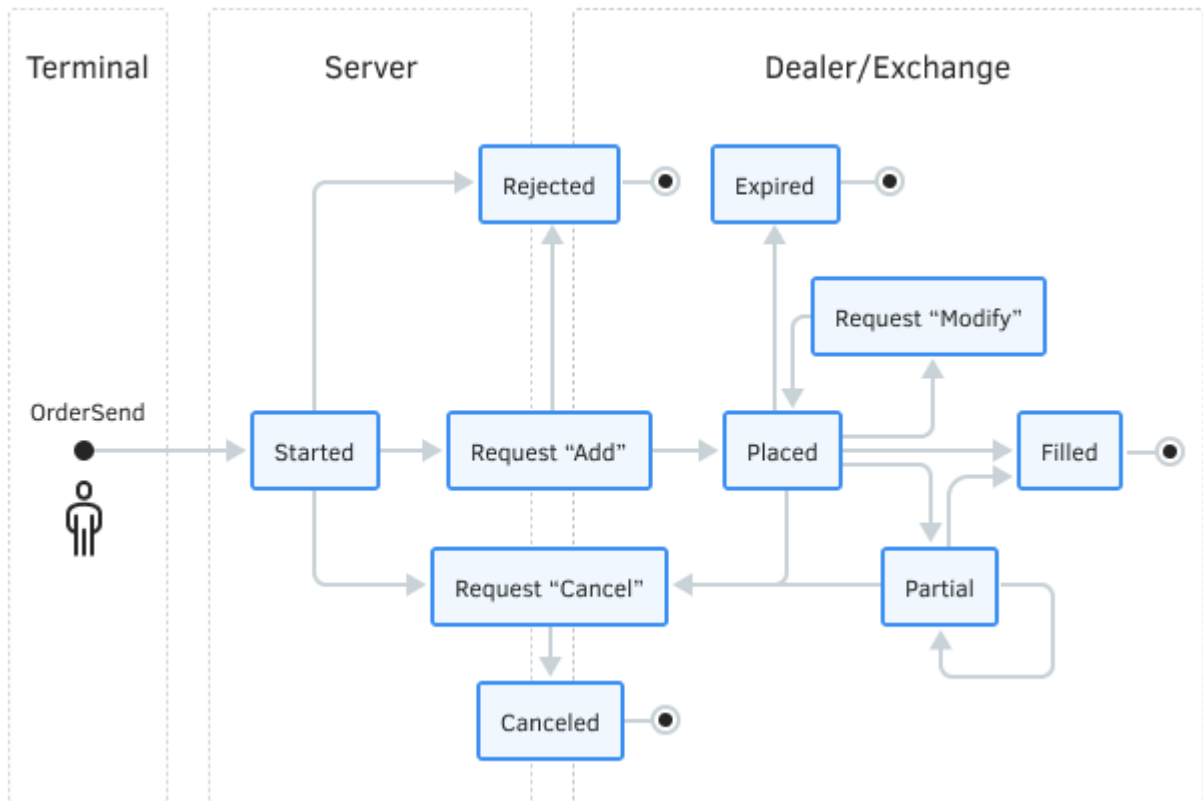 Terminal
Server
Dealer/Exchange
Rejected
Expired
Request “Modify”
OrderSend
Started
Request “Add”
Placed
Filled
Request “Cancel”
Partial
Canceled